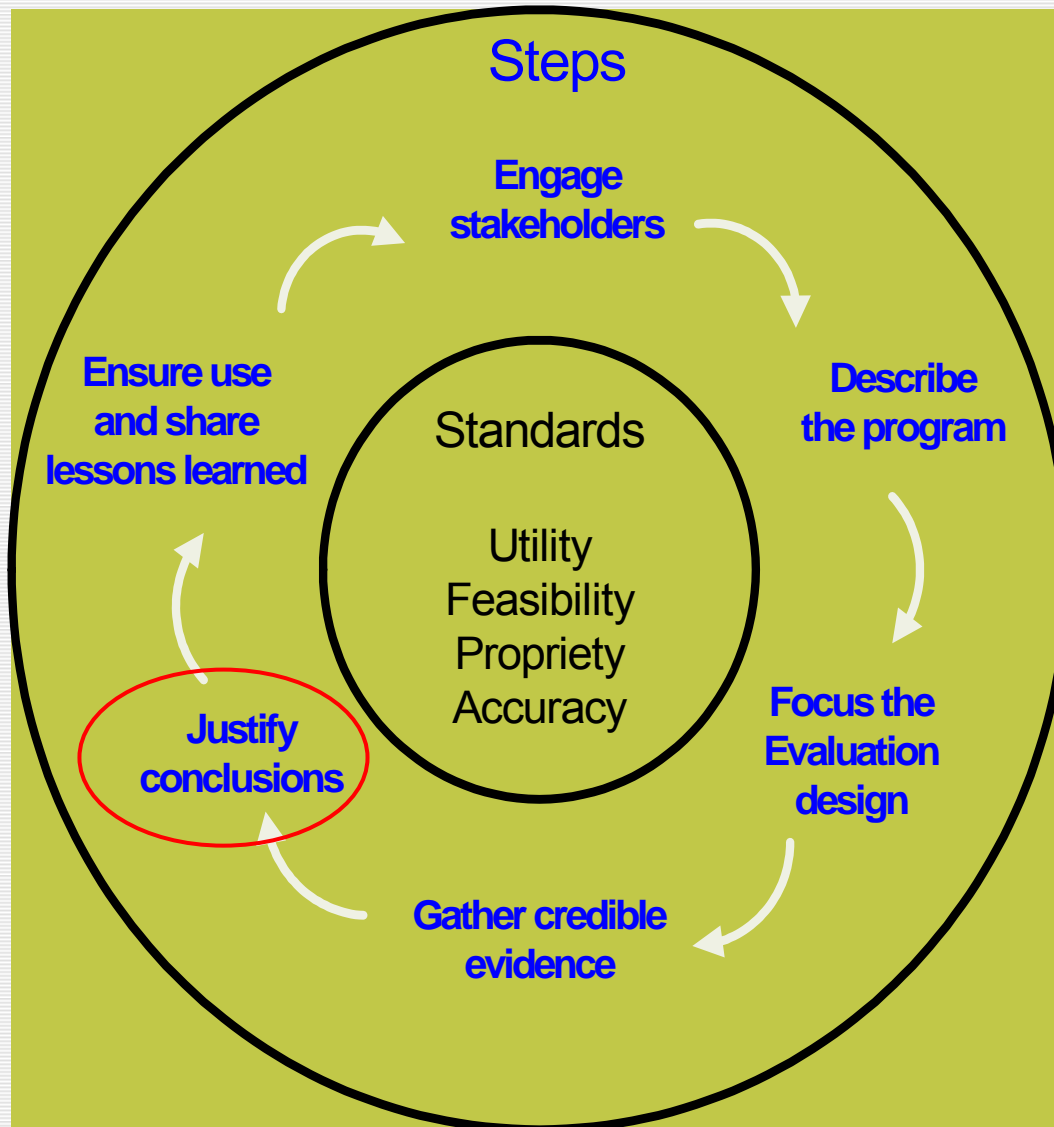 Steps
Engage
stakeholders
Describe
the program
Focus the
Evaluation
design
Gather credible
evidence
Justify
conclusions
Ensure use
and share
lessons learned
Standards
Utility
Feasibility
Propriety
Accuracy